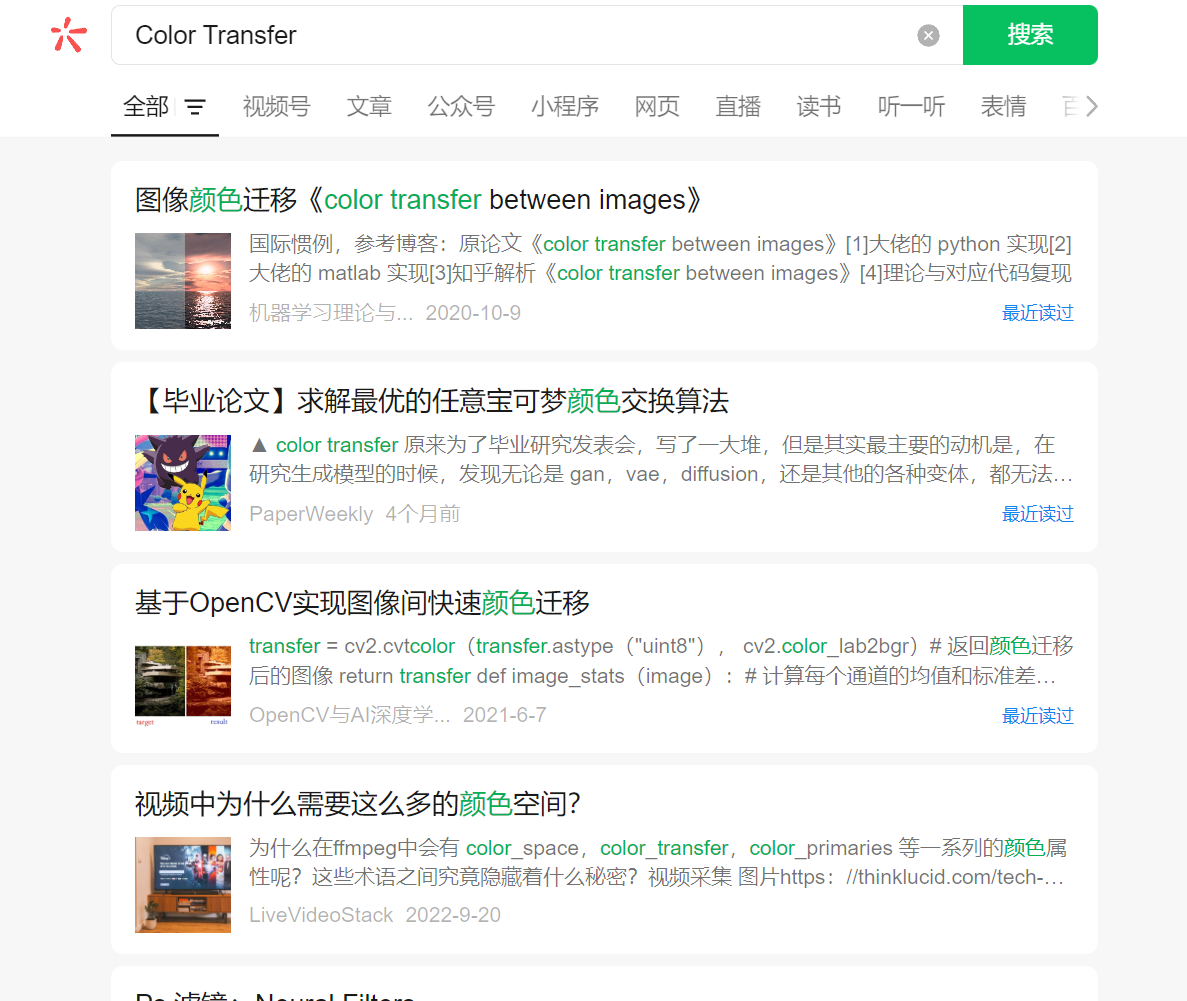 Color Transfer
搜索
全部 视频号 文章 公众号 小程序 网页 直播 读书 听一听 表情
图像颜色迁移《color transfer between images》
国际惯例，参考博客：原论文《color transfer between images》[1]大佬的 python 实现[2]
大佬的 matlab 实现[3]知乎解析《color transfer between images》[4]理论与对应代码复现
机器学习理论与... 2020-10-9
最近读过
【毕业论文】求解最优的任意宝可梦颜色交换算法
▲ color transfer 原来为了毕业研究发表会，写了一大堆，但是其实最主要的动机是，在
研究生成模型的时候，发现无论是 gan，vae，diffusion，还是其他的各种变体，都无法...
PaperWeekly 4个月前
最近读过
基于OpenCV实现图像间快速颜色迁移
transfer = cv2.cvtcolor（transfer.astype（"uint8"）， cv2.color_lab2bgr）# 返回颜色迁移
后的图像 return transfer def image_stats（image）：# 计算每个通道的均值和标准差...
target result
OpenCV与AI深度学... 2021-6-7
最近读过
视频中为什么需要这么多的颜色空间？
为什么在ffmpeg中会有 color_space，color_transfer，color_primaries 等一系列的颜色属
性呢？这些术语之间究竟隐藏着什么秘密？视频采集 图片https：//thinklucid.com/tech-...
LiveVideoStack 2022-9-20
Ps 滤镜：Neural Filters